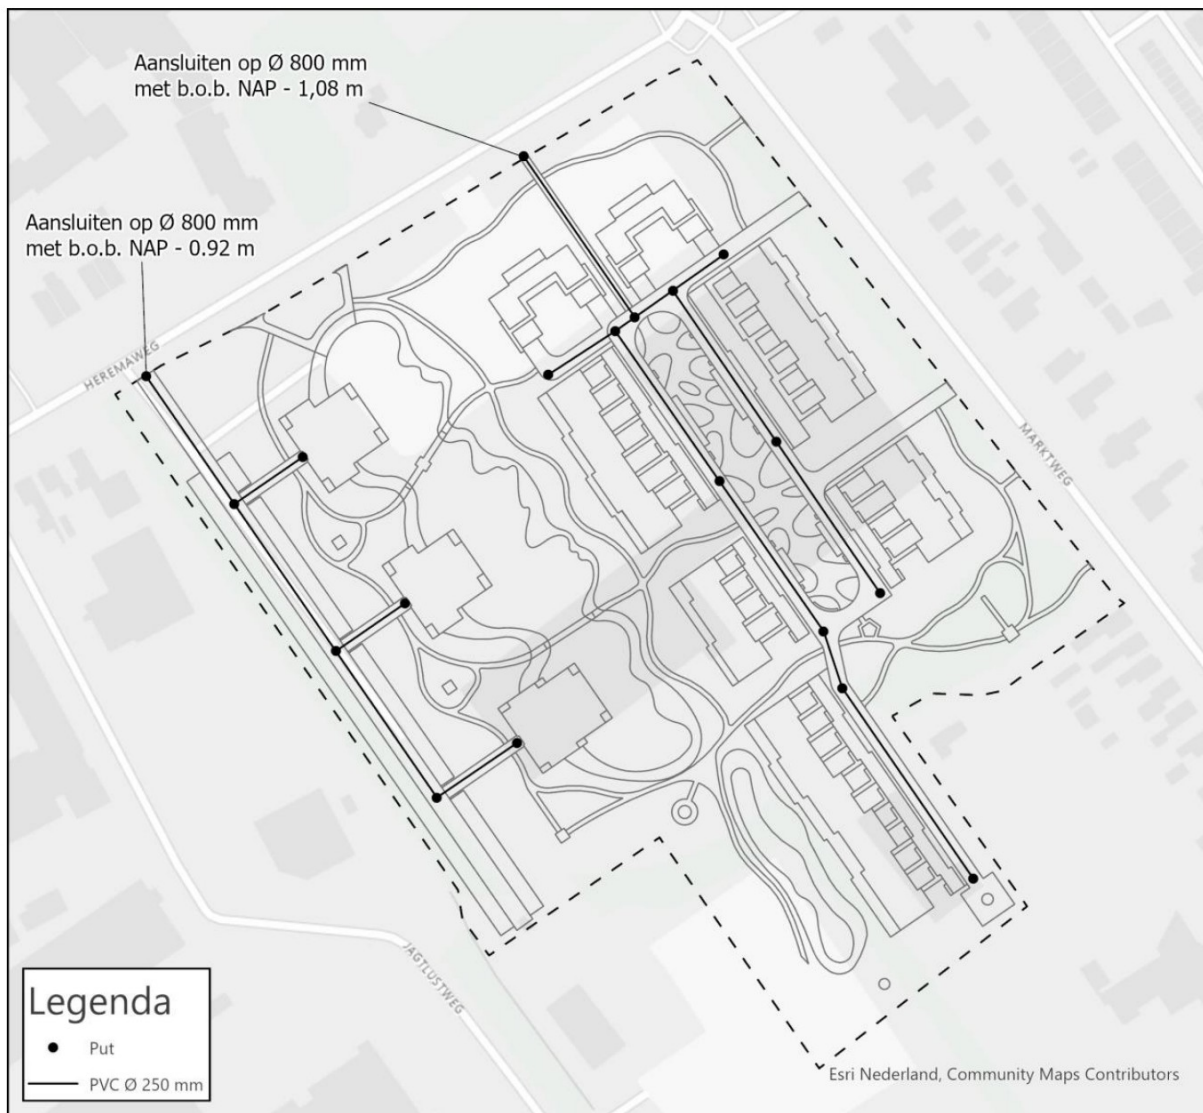 Aansluiten op Ø 800 mm
met b.o.b. NAP - 1,08 m
Aansluiten op Ø 800 mm
met b.o.b. NAP - 0.92 m
HEREMAWEG
MARKTWEG
JAGTLUSTWEG
Legenda
Put
PVC Ø 250 mm
Esri Nederland, Community Maps Contributors